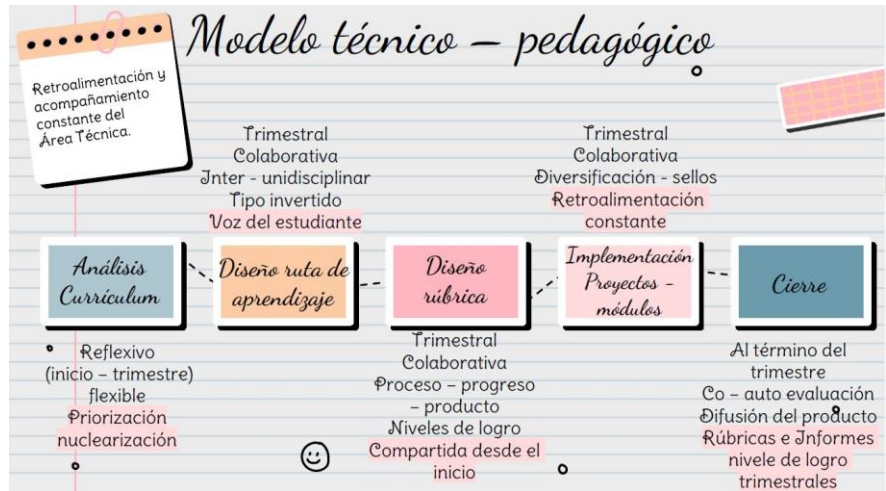 Modelo técnico – pedagógico
Retroalimentación y
acompañamiento
constante del
Área Técnica.
Análisis
Currículum
Reflexivo
(inicio – trimestre)
flexible
Priorización
nuclearización
Trimestral
Colaborativa
Inter - unidisciplinar
Tipo invertido
Voz del estudiante
Diseño ruta de
aprendizaje
Diseño
rúbrica
Trimestral
Colaborativa
Proceso – progreso
– producto
Niveles de logro
Compartida desde el
inicio
Trimestral
Colaborativa
Diversificación - sellos
Retroalimentación
constante
Implementación
Proyectos -
módulos
Cierre
Al término del
trimestre
Co – auto evaluación
Difusión del producto
Rúbricas e Informes
nivele de logro
trimestrales